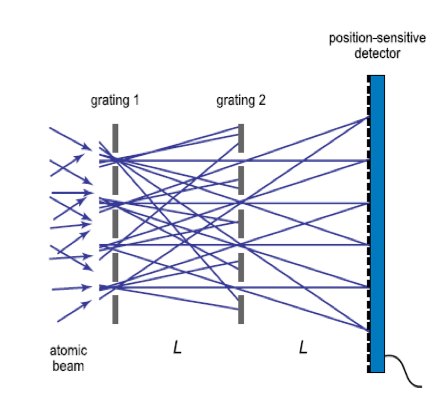 position-sensitive
detector
grating 1
grating 2
L
L
atomic
beam